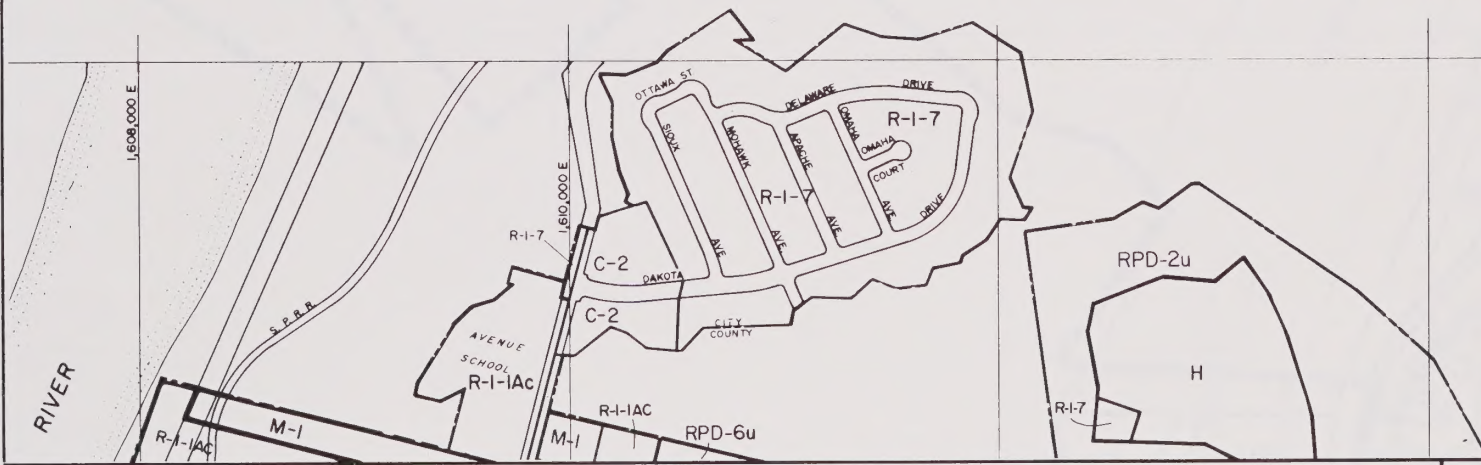 1,608,000 E
RIVER
S.P.R.R.
R-1-1AC
M-1
AVENUE
SCHOOL
R-1-1Ac
R-1-7
1,610,000 E
C-2
C-2
DAKOTA
CITY
COUNTY
OTTAWA ST
SIOUX
AVE
MOHAWK
AVE
R-1-7
APACHE
AVE
DELAWARE
DRIVE
R-1-7
OMAHA
AVE
OMAHA
COURT
DRIVE
M-1
R-1-1AC
RPD-6u
RPD-2u
H
R-1-7